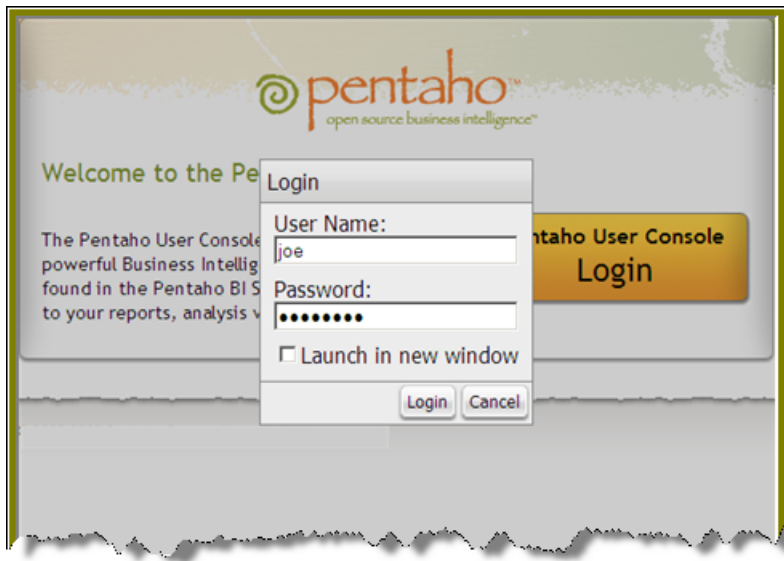 pentaho™
open source business intelligence™
Welcome to the Pe
The Pentaho User Console
powerful Business Intellig
found in the Pentaho BI S
to your reports, analysis v
Login
User Name:
joe
Password:
••••••••
Launch in new window
Login Cancel
ntaho User Console
Login